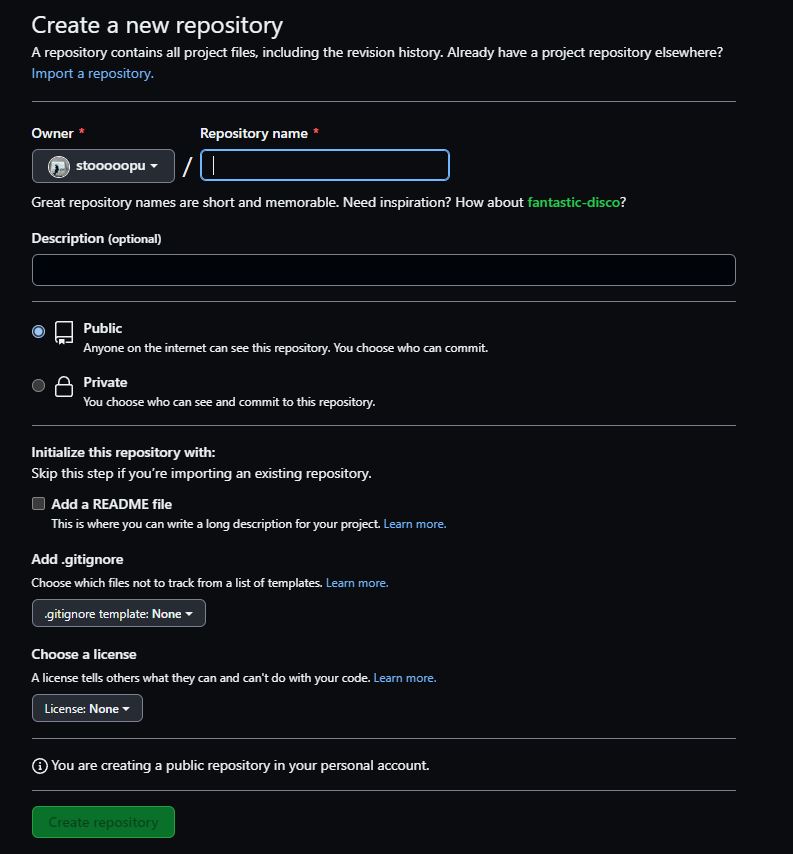 Create a new repository
A repository contains all project files, including the revision history. Already have a project repository elsewhere?
Import a repository.
Owner * Repository name *
stooooopu /
Great repository names are short and memorable. Need inspiration? How about fantastic-disco?
Description (optional)
Public
Anyone on the internet can see this repository. You choose who can commit.
Private
You choose who can see and commit to this repository.
Initialize this repository with:
Skip this step if you’re importing an existing repository.
Add a README file
This is where you can write a long description for your project. Learn more.
Add .gitignore
Choose which files not to track from a list of templates. Learn more.
.gitignore template: None
Choose a license
A license tells others what they can and can't do with your code. Learn more.
License: None
You are creating a public repository in your personal account.
Create repository